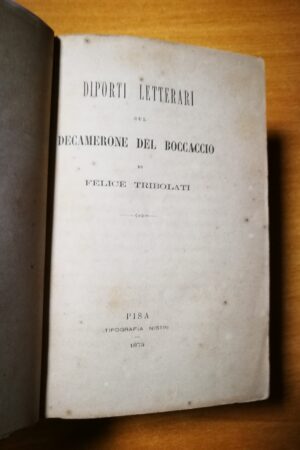 DIPORTI LETTERARI
SUL
DECAMERONE DEL BOCCACCIO
DI
FELICE TRIBOLATI
PISA
TIPOGRAFIA NISTRI
1873